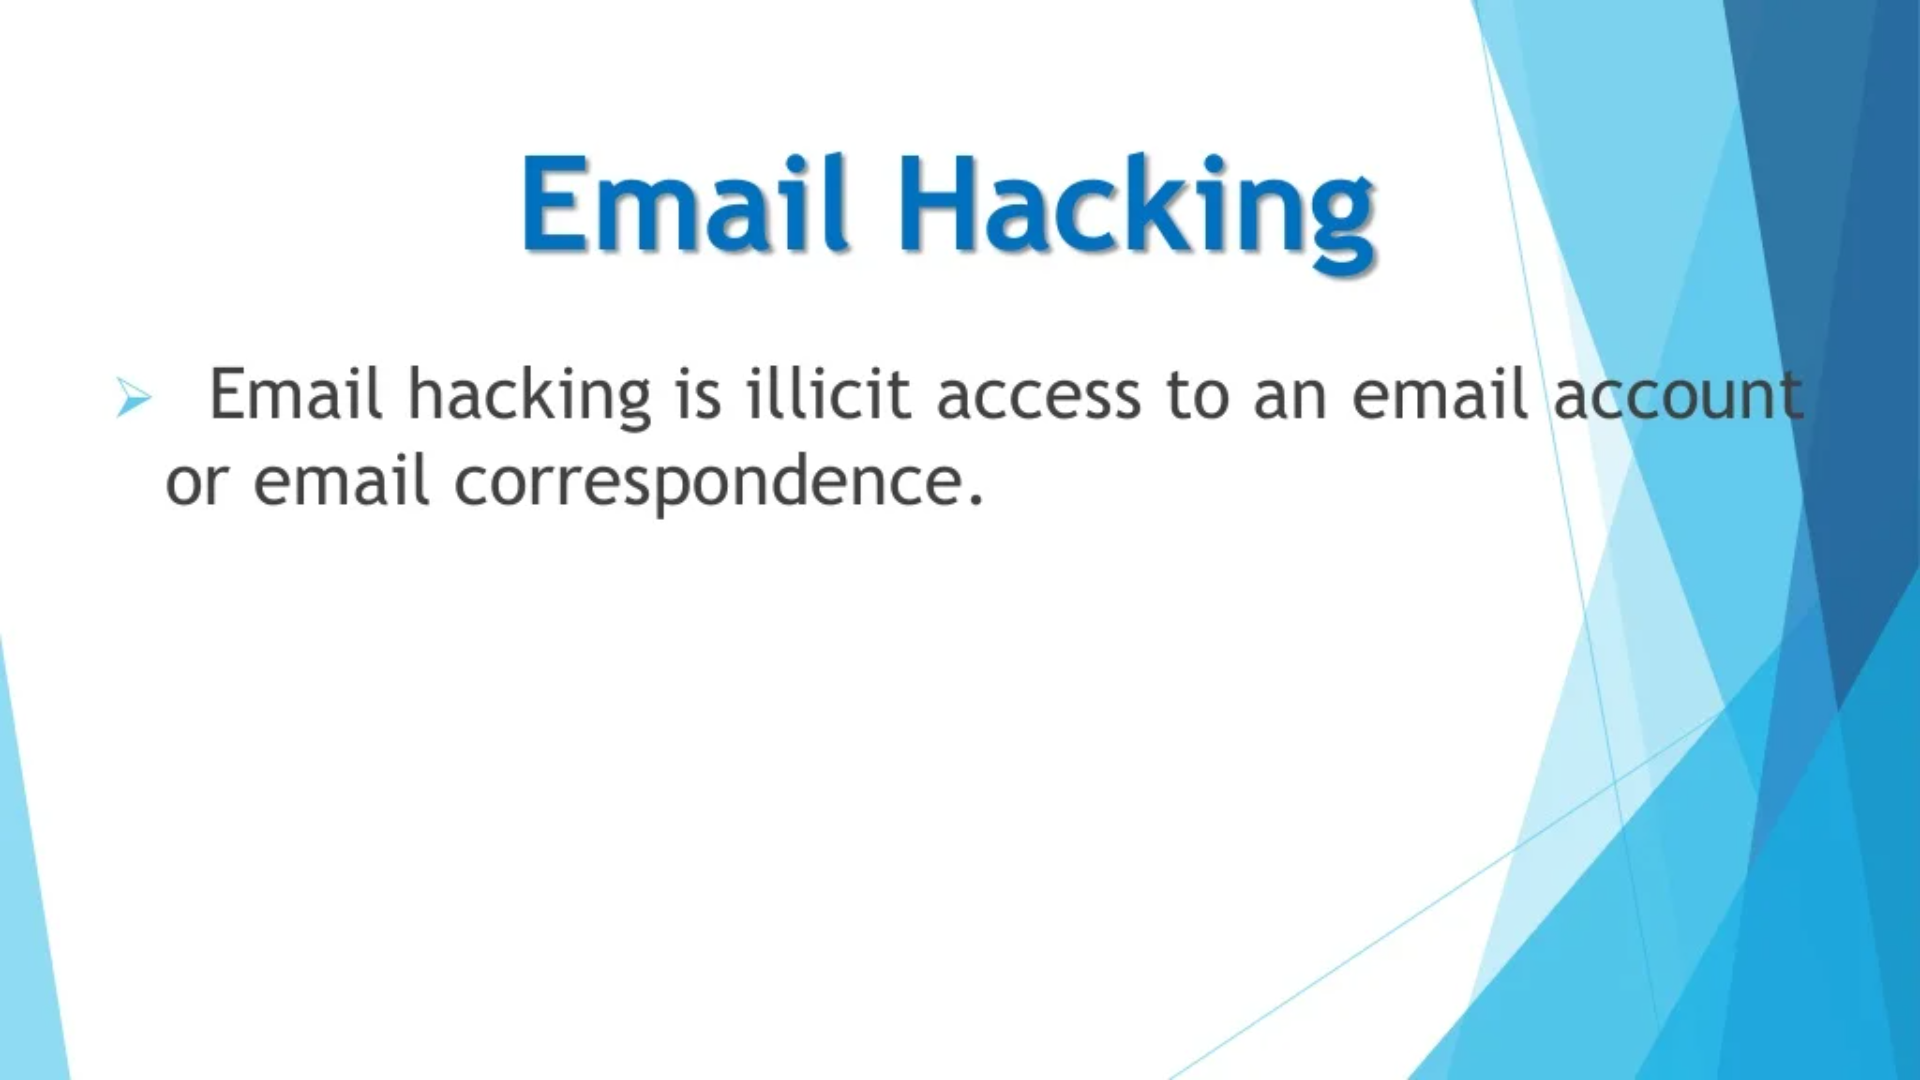 Email Hacking
Email hacking is illicit access to an email account
or email correspondence.